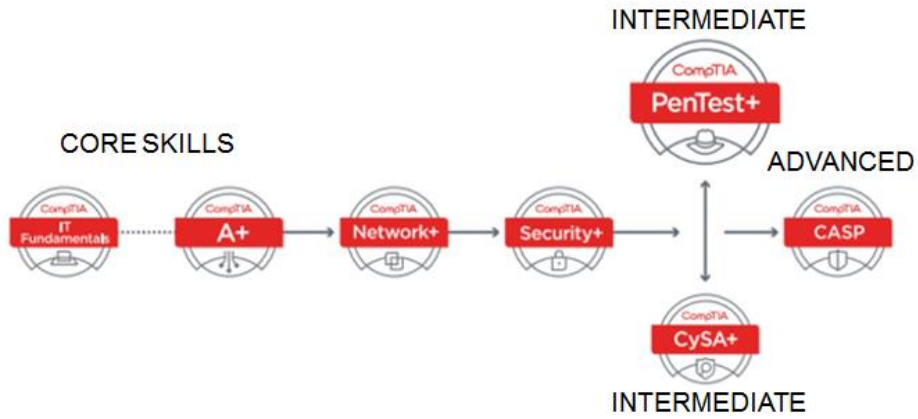 INTERMEDIATE
CompTIA
PenTest+
CORE SKILLS
ADVANCED
CompTIA
IT
Fundamentals
CompTIA
A+
CompTIA
Network+
CompTIA
Security+
CompTIA
CASP
CompTIA
CySA+
INTERMEDIATE